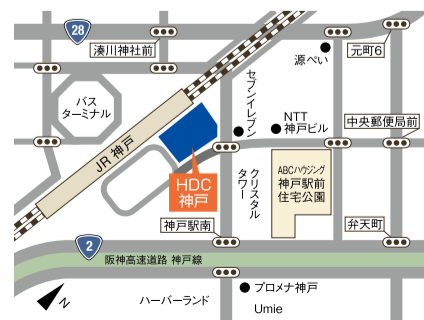 28
湊川神社前
源ぺい
元町6
バス
ターミナル
セブンイレブン
NTT
神戸ビル
中央郵便局前
JR 神戸
HDC
神戸
クリスタル
タワー
ABCハウジング
神戸駅前
住宅公園
神戸駅南
弁天町
2
阪神高速道路 神戸線
N
ハーバーランド
プロメナ神戸
Umie